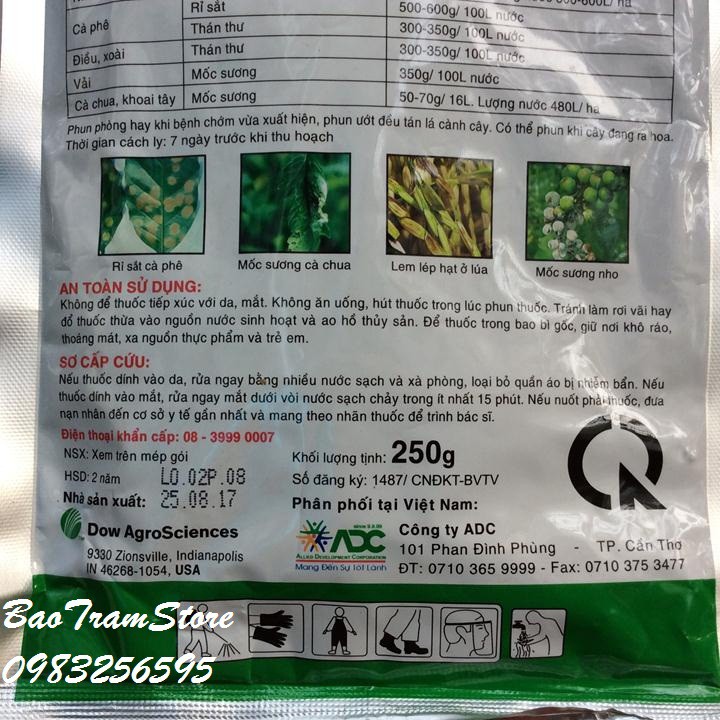 Rỉ sắt
500-600g/ 100L nước
Cà phê
Thán thư
300-350g/ 100L nước
Điều, xoài
Thán thư
300-350g/ 100L nước
Vải
Mốc sương
350g/ 100L nước
Cà chua, khoai tây
Mốc sương
50-70g/ 16L. Lượng nước 480L/ ha
Phun phòng hay khi bệnh chớm vừa xuất hiện, phun ướt đều tán lá cành cây. Có thể phun khi cây đang ra hoa.
Thời gian cách ly: 7 ngày trước khi thu hoạch
Rỉ sắt cà phê
Mốc sương cà chua
Lem lép hạt ở lúa
Mốc sương nho
AN TOÀN SỬ DỤNG:
Không để thuốc tiếp xúc với da, mắt. Không ăn uống, hút thuốc trong lúc phun thuốc. Tránh làm rơi vãi hay
đổ thuốc thừa vào nguồn nước sinh hoạt và ao hồ thủy sản. Để thuốc trong bao bì gốc, giữ nơi khô ráo,
thoáng mát, xa nguồn thực phẩm và trẻ em.
SƠ CẤP CỨU:
Nếu thuốc dính vào da, rửa ngay bằng nhiều nước sạch và xà phòng, loại bỏ quần áo bị nhiễm bẩn. Nếu
thuốc dính vào mắt, rửa ngay mắt dưới vòi nước sạch chảy trong ít nhất 15 phút. Nếu nuốt phải thuốc, đưa
nạn nhân đến cơ sở y tế gần nhất và mang theo nhãn thuốc để trình bác sĩ.
Điện thoại khẩn cấp: 08 - 3999 0007
NSX: Xem trên mép gói
HSD: 2 năm
LO.02P.08
25.08.17
Nhà sản xuất:
Dow AgroSciences
9330 Zionsville, Indianapolis
IN 46268-1054, USA
Khối lượng tịnh: 250g
Số đăng ký: 1487/ CNĐKT-BVTV
Phân phối tại Việt Nam:
since 9.9.99
ADC
ALLIED DEVELOPMENT CORPORATION
Mang Đến Sự Tốt Lành
Công ty ADC
101 Phan Đình Phùng - TP. Cần Thơ
ĐT: 0710 365 9999 - Fax: 0710 375 3477
BaoTramStore
0983256595